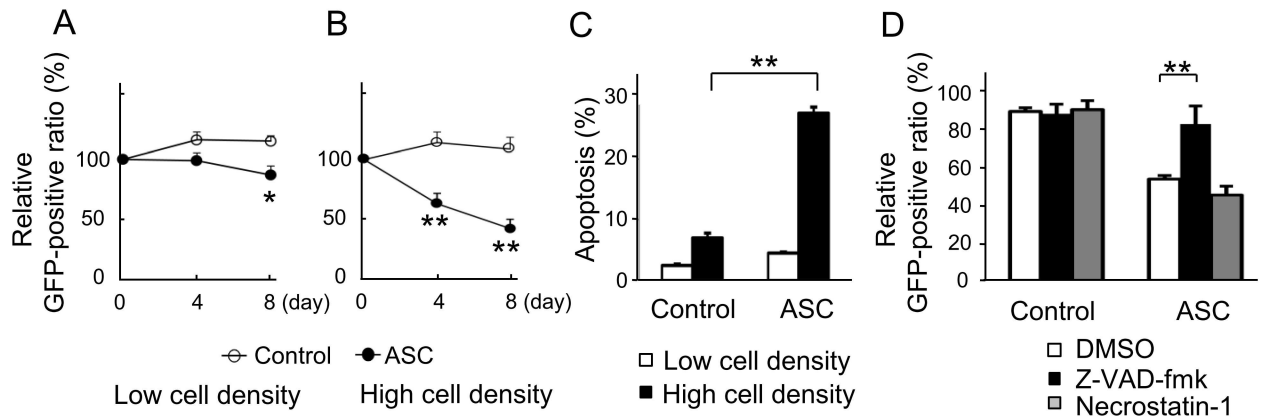 A
Relative
GFP-positive ratio (%)
100
50
0
0 4 8 (day)
*
B
100
50
0
0 4 8 (day)
**
**
Control ASC
Low cell density
High cell density
C
Apoptosis (%)
30
20
10
0
**
Control ASC
Low cell density
High cell density
D
Relative
GFP-positive ratio (%)
100
80
60
40
20
0
**
Control ASC
DMSO
Z-VAD-fmk
Necrostatin-1